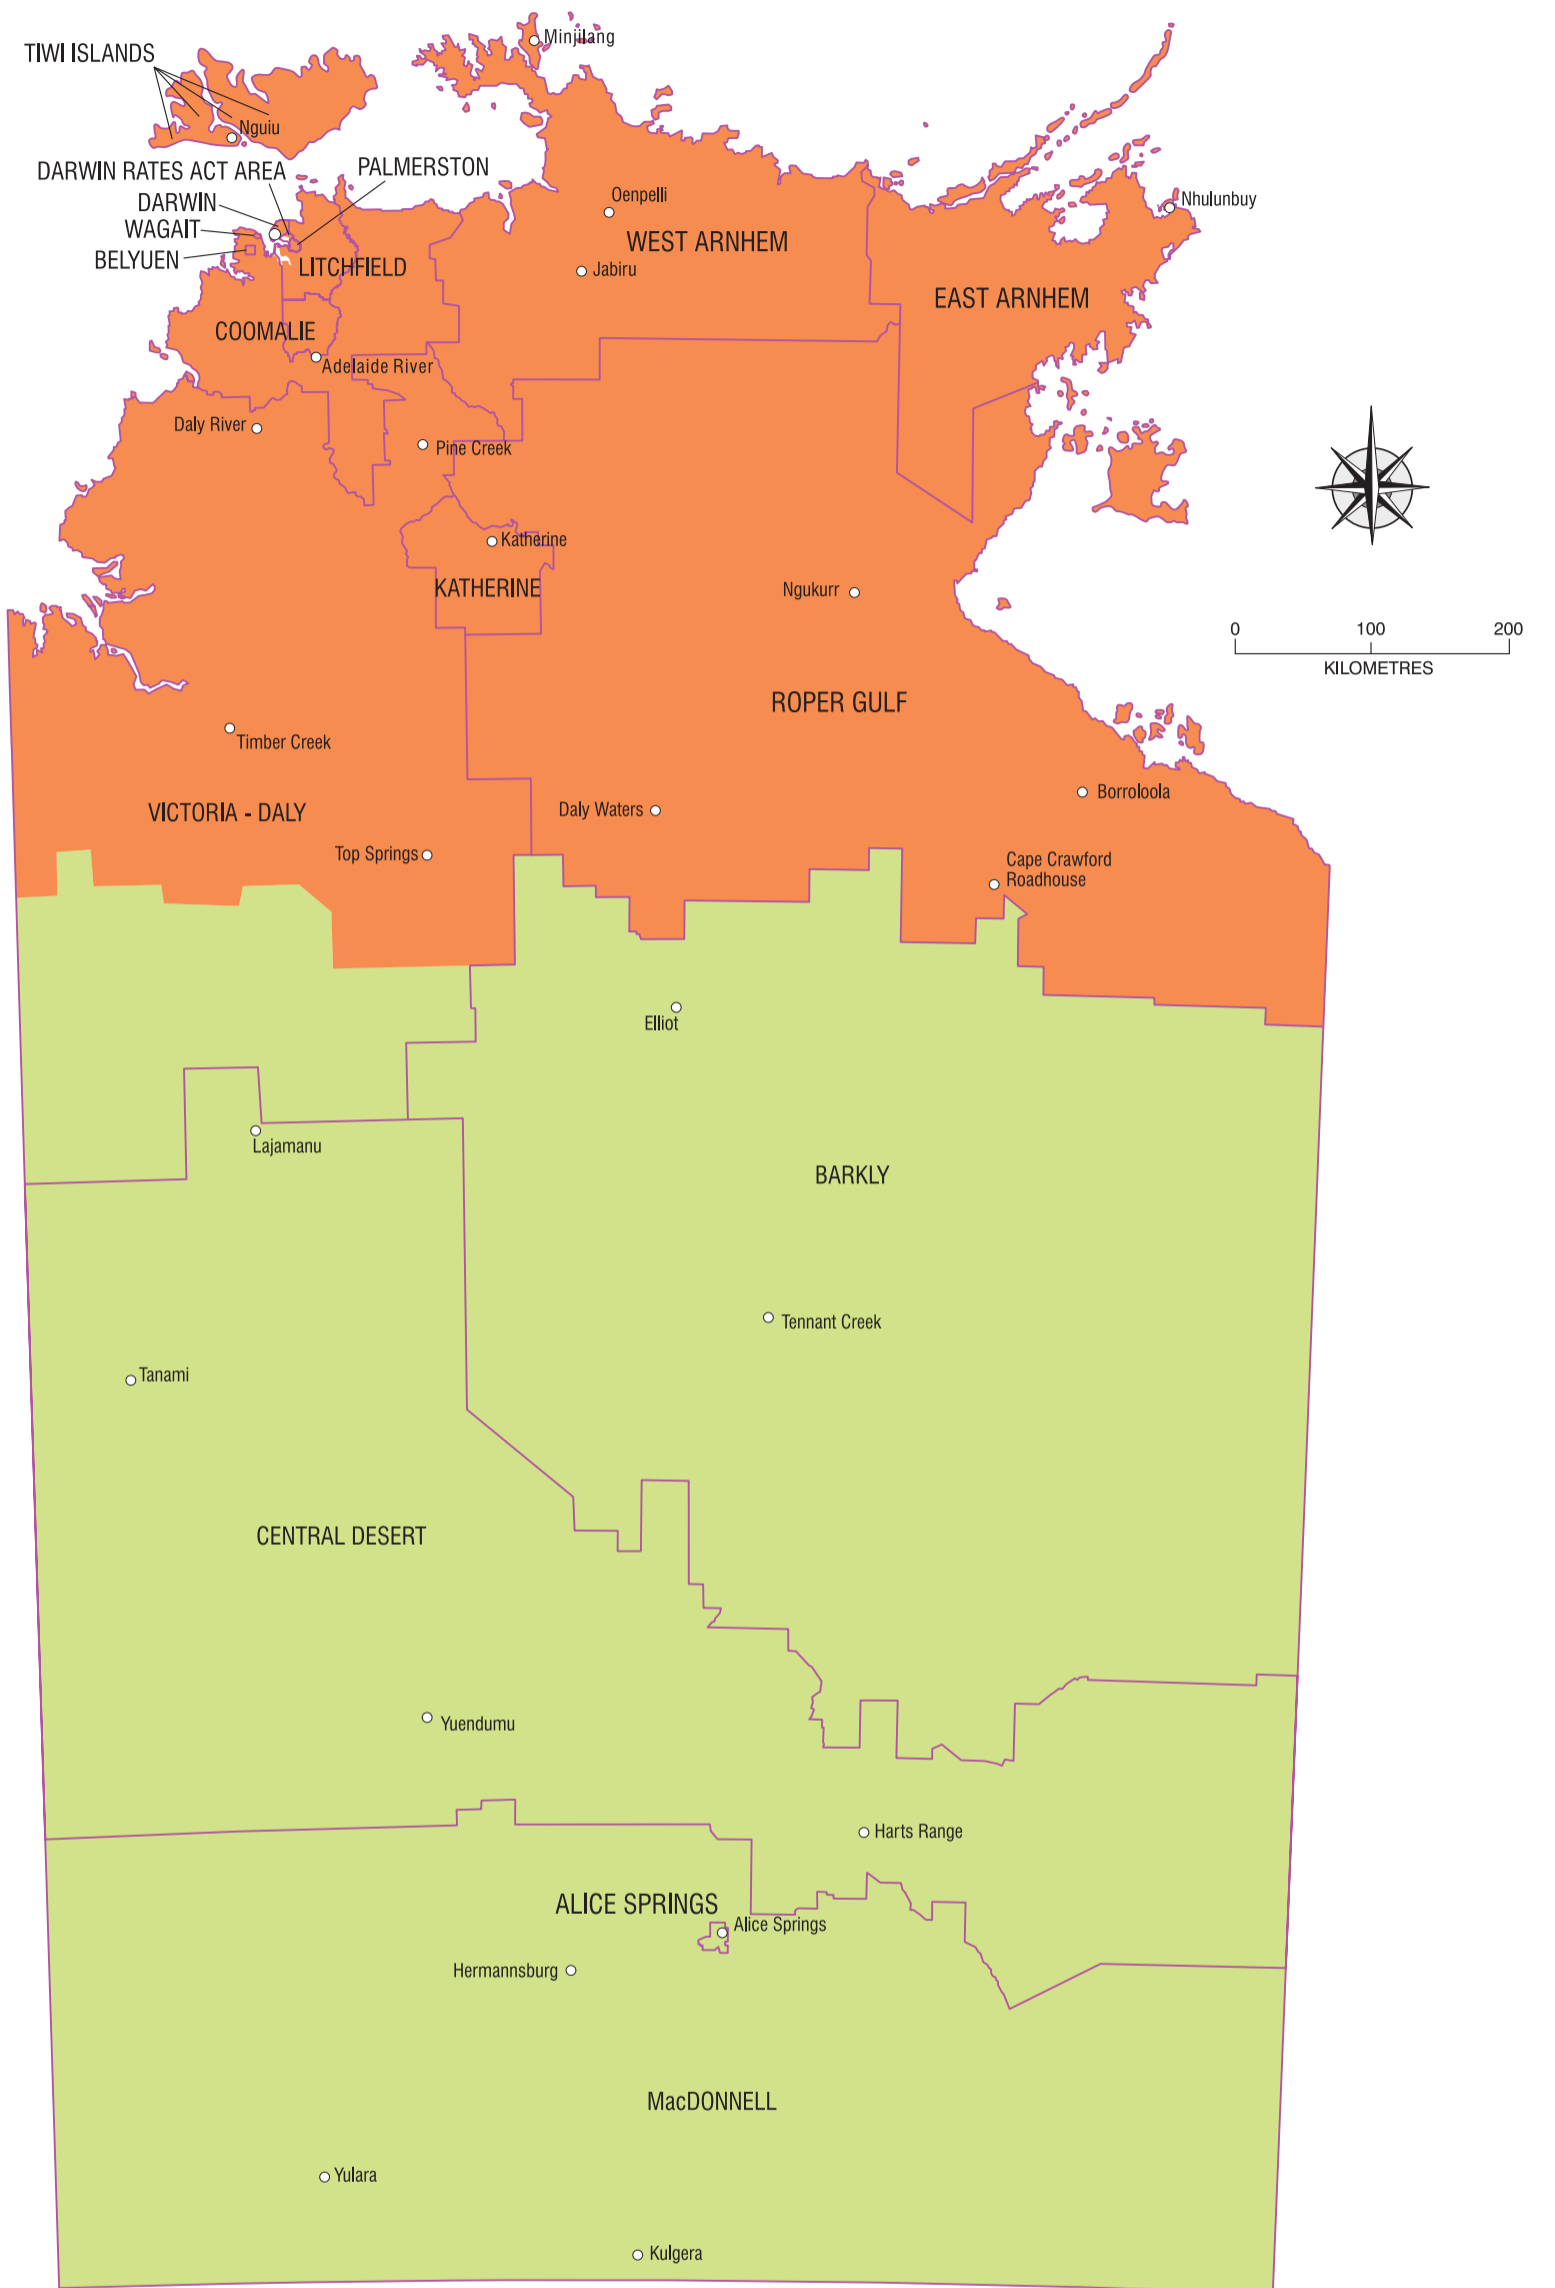 Minjilang
TIWI ISLANDS
Nguiu
DARWIN RATES ACT AREA
PALMERSTON
DARWIN
WAGAIT
BELYUEN
LITCHFIELD
Oenpelli
WEST ARNHEM
Jabiru
Nhulunbuy
EAST ARNHEM
COOMALIE
Adelaide River
Daly River
Pine Creek
Katherine
KATHERINE
Ngukurr
0 100 200
KILOMETRES
ROPER GULF
Timber Creek
VICTORIA - DALY
Daly Waters
Borroloola
Top Springs
Cape Crawford
Roadhouse
Elliot
Lajamanu
BARKLY
Tennant Creek
Tanami
CENTRAL DESERT
Yuendumu
Harts Range
ALICE SPRINGS
Alice Springs
Hermannsburg
MacDONNELL
Yulara
Kulgera